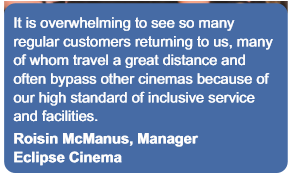 It is overwhelming to see so many
regular customers returning to us, many
of whom travel a great distance and
often bypass other cinemas because of
our high standard of inclusive service
and facilities.
Roisin McManus, Manager
Eclipse Cinema